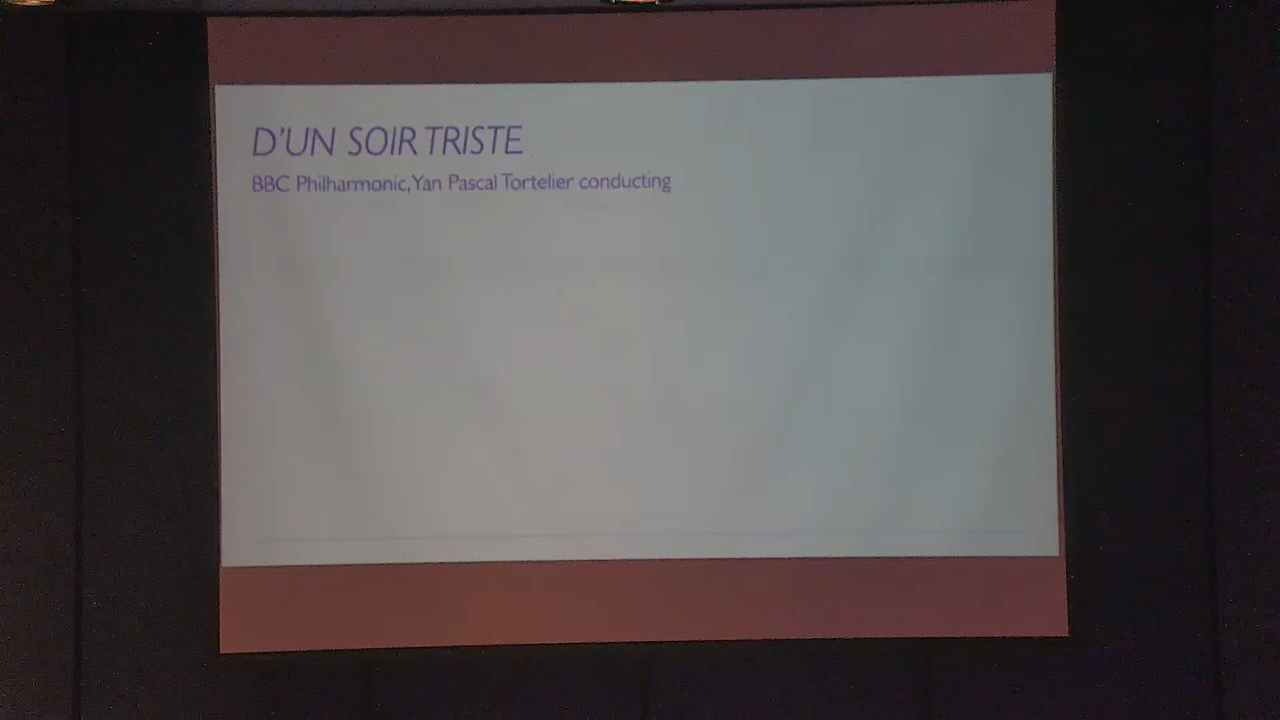 D'UN SOIR TRISTE
BBC Philharmonic, Yan Pascal Tortelier conducting